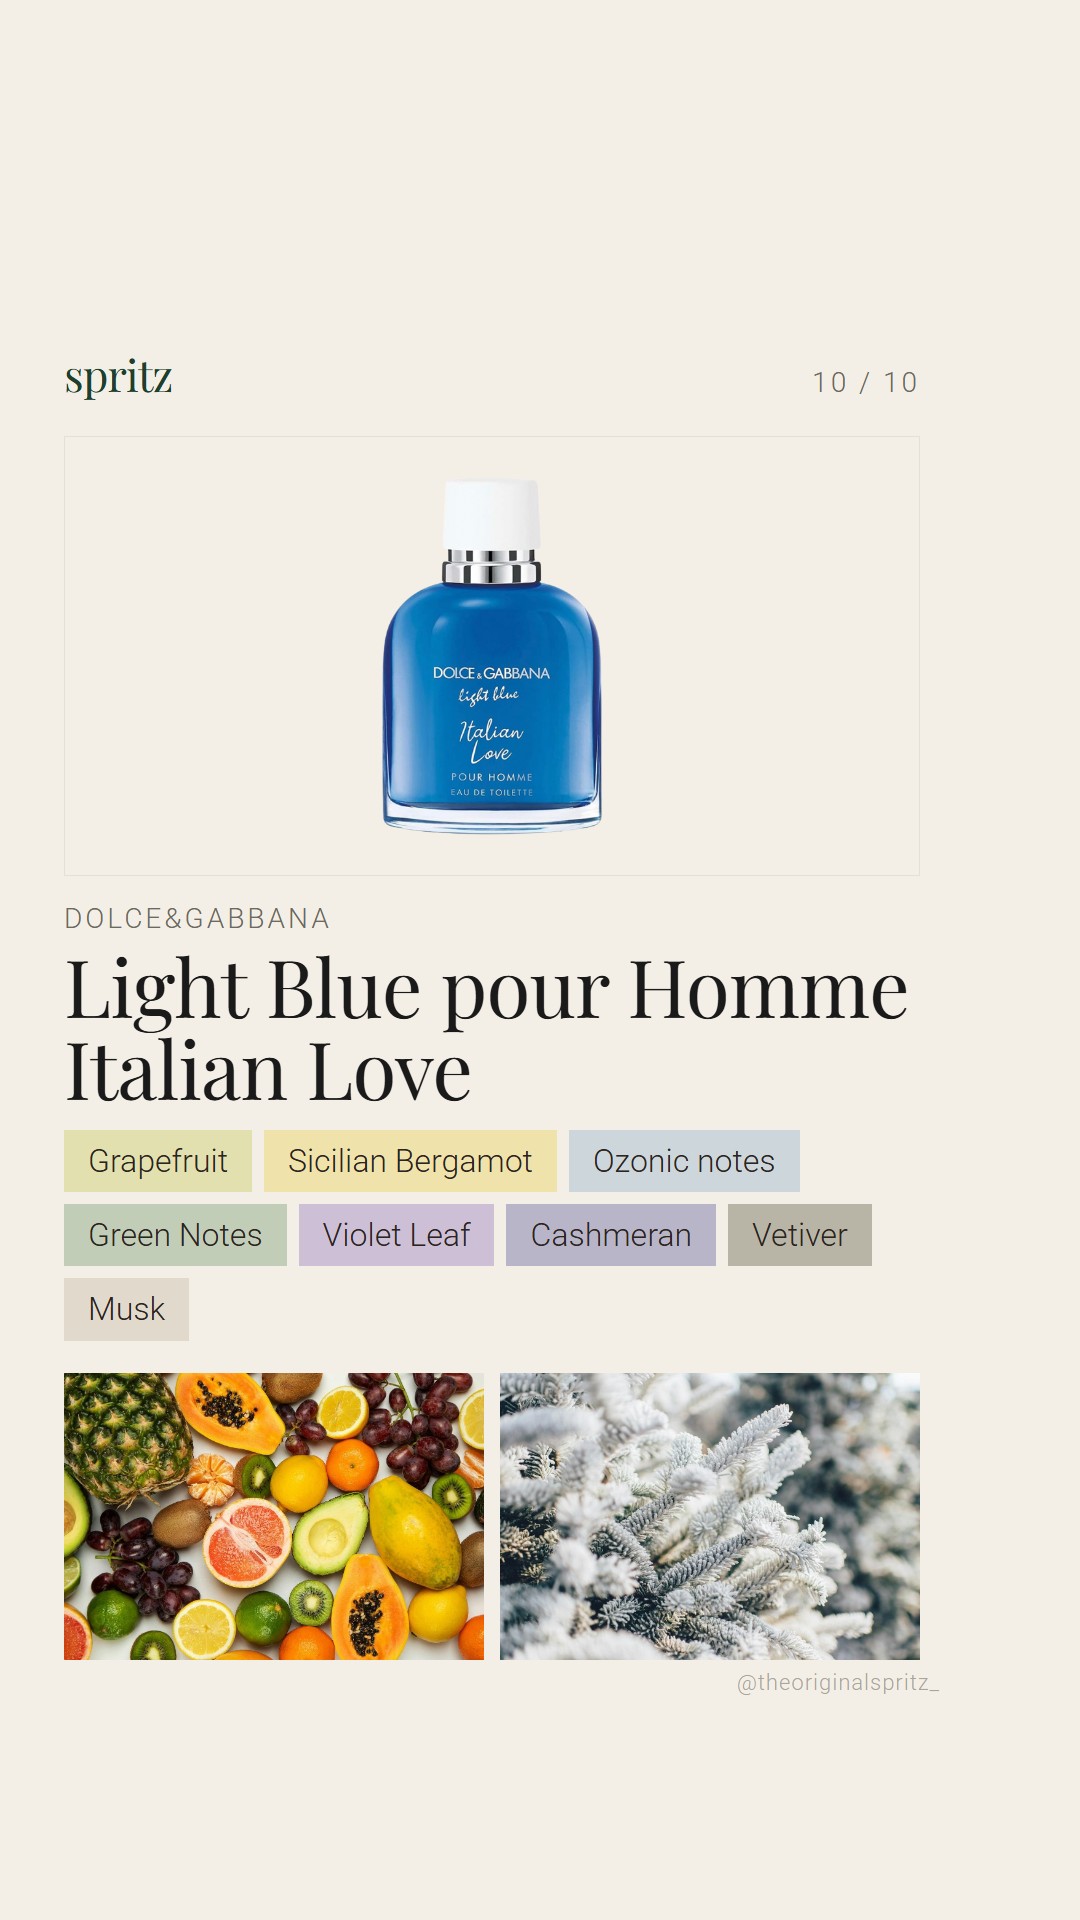 spritz
10 / 10
DOLCE&GABBANA
light blue
Italian
Love
POUR HOMME
EAU DE TOILETTE
DOLCE&GABBANA
Light Blue pour Homme
Italian Love
Grapefruit
Sicilian Bergamot
Ozonic notes
Green Notes
Violet Leaf
Cashmeran
Vetiver
Musk
@theoriginalspritz_